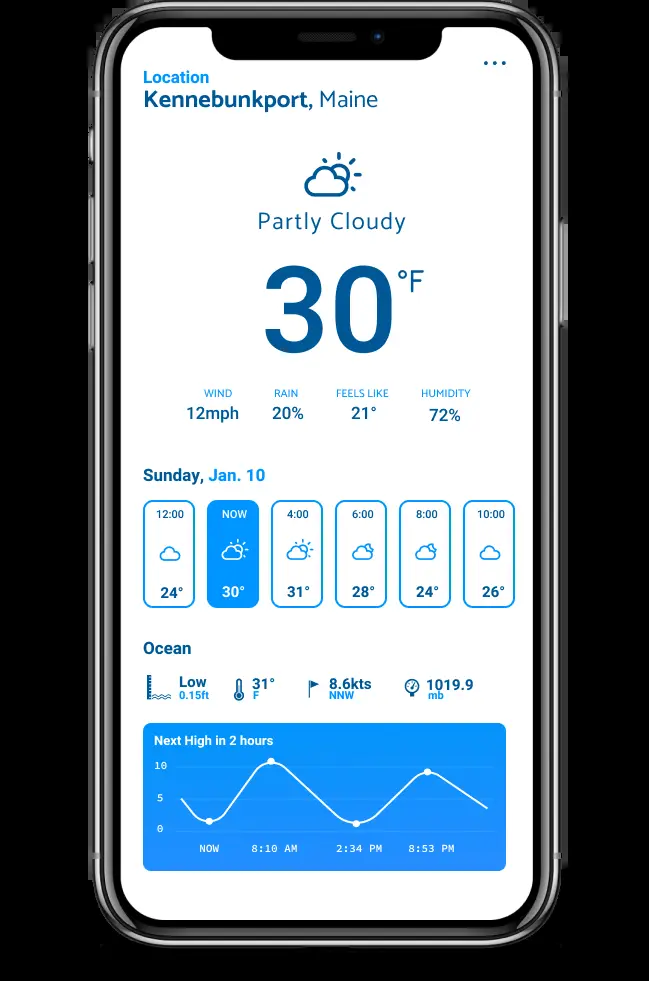 Location
Kennebunkport, Maine
Partly Cloudy
30°F
WIND RAIN FEELS LIKE HUMIDITY
12mph 20% 21° 72%
Sunday, Jan. 10
12:00 NOW 4:00 6:00 8:00 10:00
24° 30° 31° 28° 24° 26°
Ocean
Low 31° 8.6kts 1019.9
0.15ft F NNW mb
Next High in 2 hours
10
5
0
NOW 8:10 AM 2:34 PM 8:53 PM